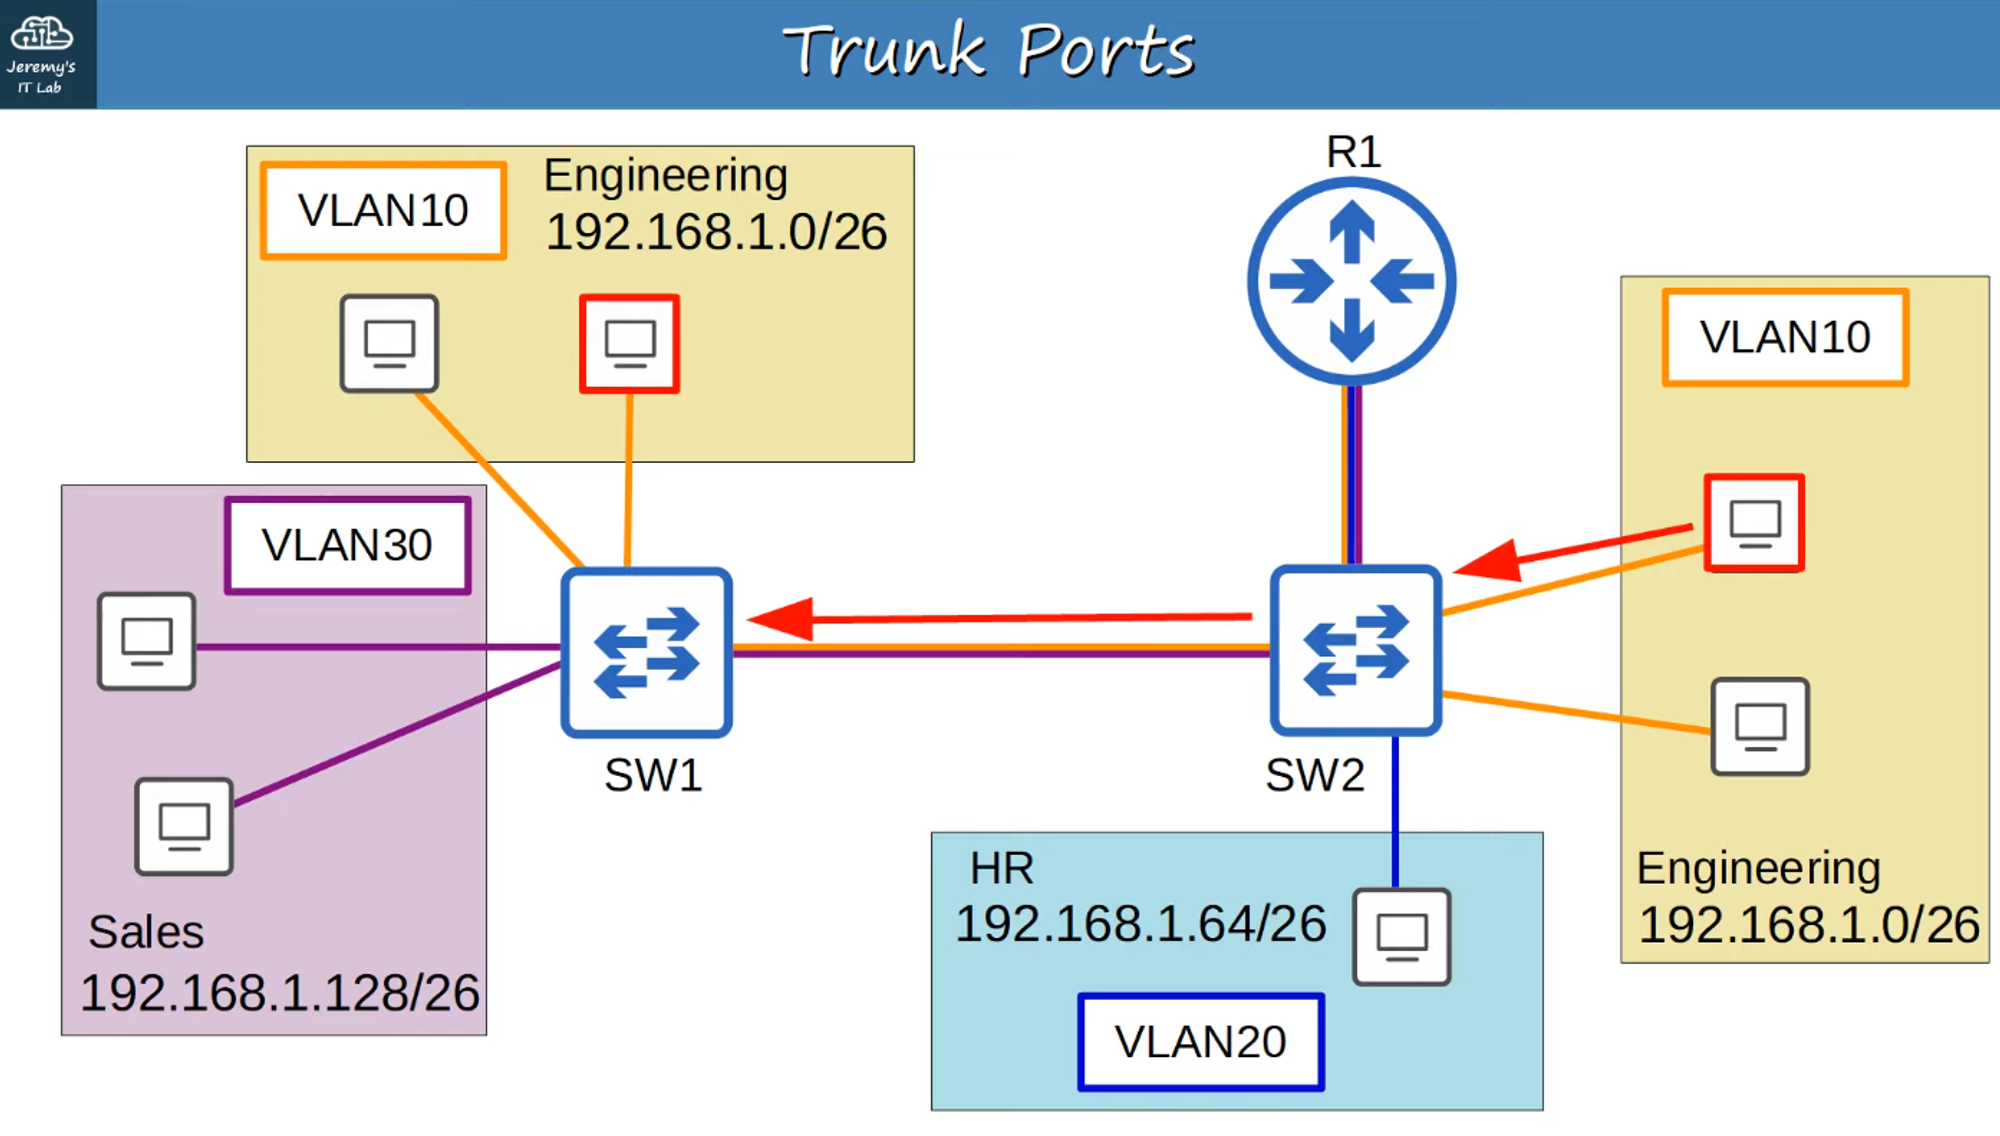 Jeremy's
IT Lab
Trunk Ports
VLAN10
Engineering
192.168.1.0/26
R1
VLAN10
VLAN30
SW1
SW2
Sales
192.168.1.128/26
HR
192.168.1.64/26
VLAN20
Engineering
192.168.1.0/26